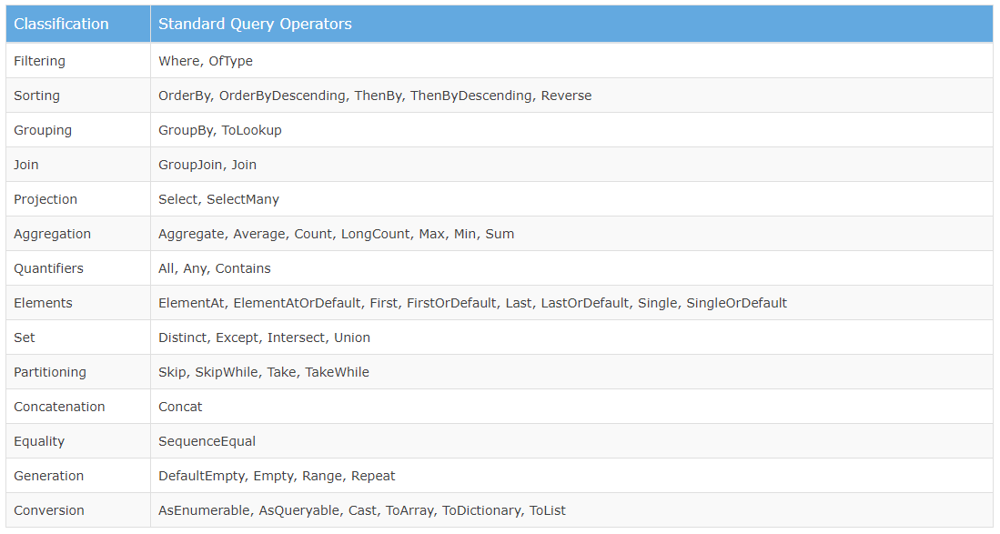 Classification Standard Query Operators
Filtering Where, OfType
Sorting OrderBy, OrderByDescending, ThenBy, ThenByDescending, Reverse
Grouping GroupBy, ToLookup
Join GroupJoin, Join
Projection Select, SelectMany
Aggregation Aggregate, Average, Count, LongCount, Max, Min, Sum
Quantifiers All, Any, Contains
Elements ElementAt, ElementAtOrDefault, First, FirstOrDefault, Last, LastOrDefault, Single, SingleOrDefault
Set Distinct, Except, Intersect, Union
Partitioning Skip, SkipWhile, Take, TakeWhile
Concatenation Concat
Equality SequenceEqual
Generation DefaultEmpty, Empty, Range, Repeat
Conversion AsEnumerable, AsQueryable, Cast, ToArray, ToDictionary, ToList